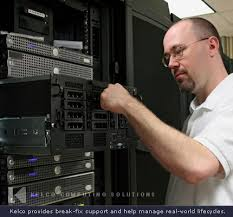 KELCO COMPUTING SOLUTIONS
Kelco provides break-fix support and help manage real-world lifecycles.